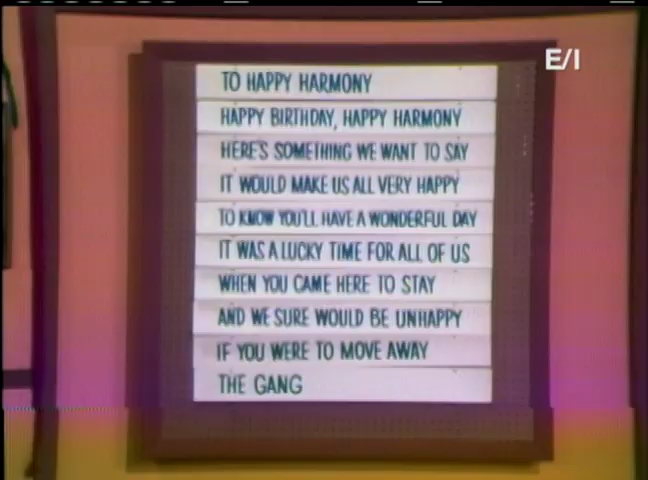 E/I
TO HAPPY HARMONY
HAPPY BIRTHDAY, HAPPY HARMONY
HERE'S SOMETHING WE WANT TO SAY
IT WOULD MAKE US ALL VERY HAPPY
TO KNOW YOU'LL HAVE A WONDERFUL DAY
IT WAS A LUCKY TIME FOR ALL OF US
WHEN YOU CAME HERE TO STAY
AND WE SURE WOULD BE UNHAPPY
IF YOU WERE TO MOVE AWAY
THE GANG